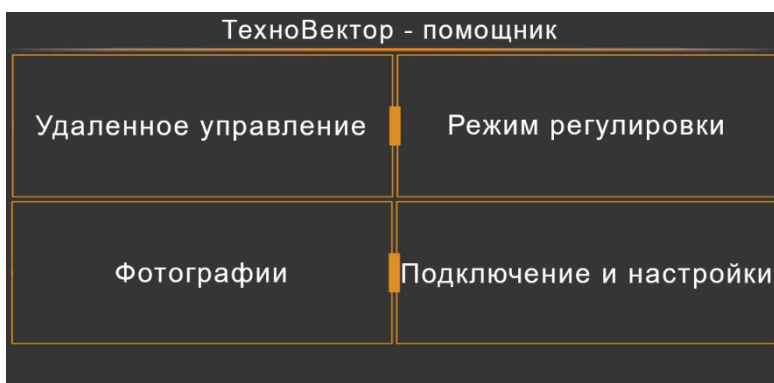 ТехноВектор - помощник
Удаленное управление
Режим регулировки
Фотографии
Подключение и настройки